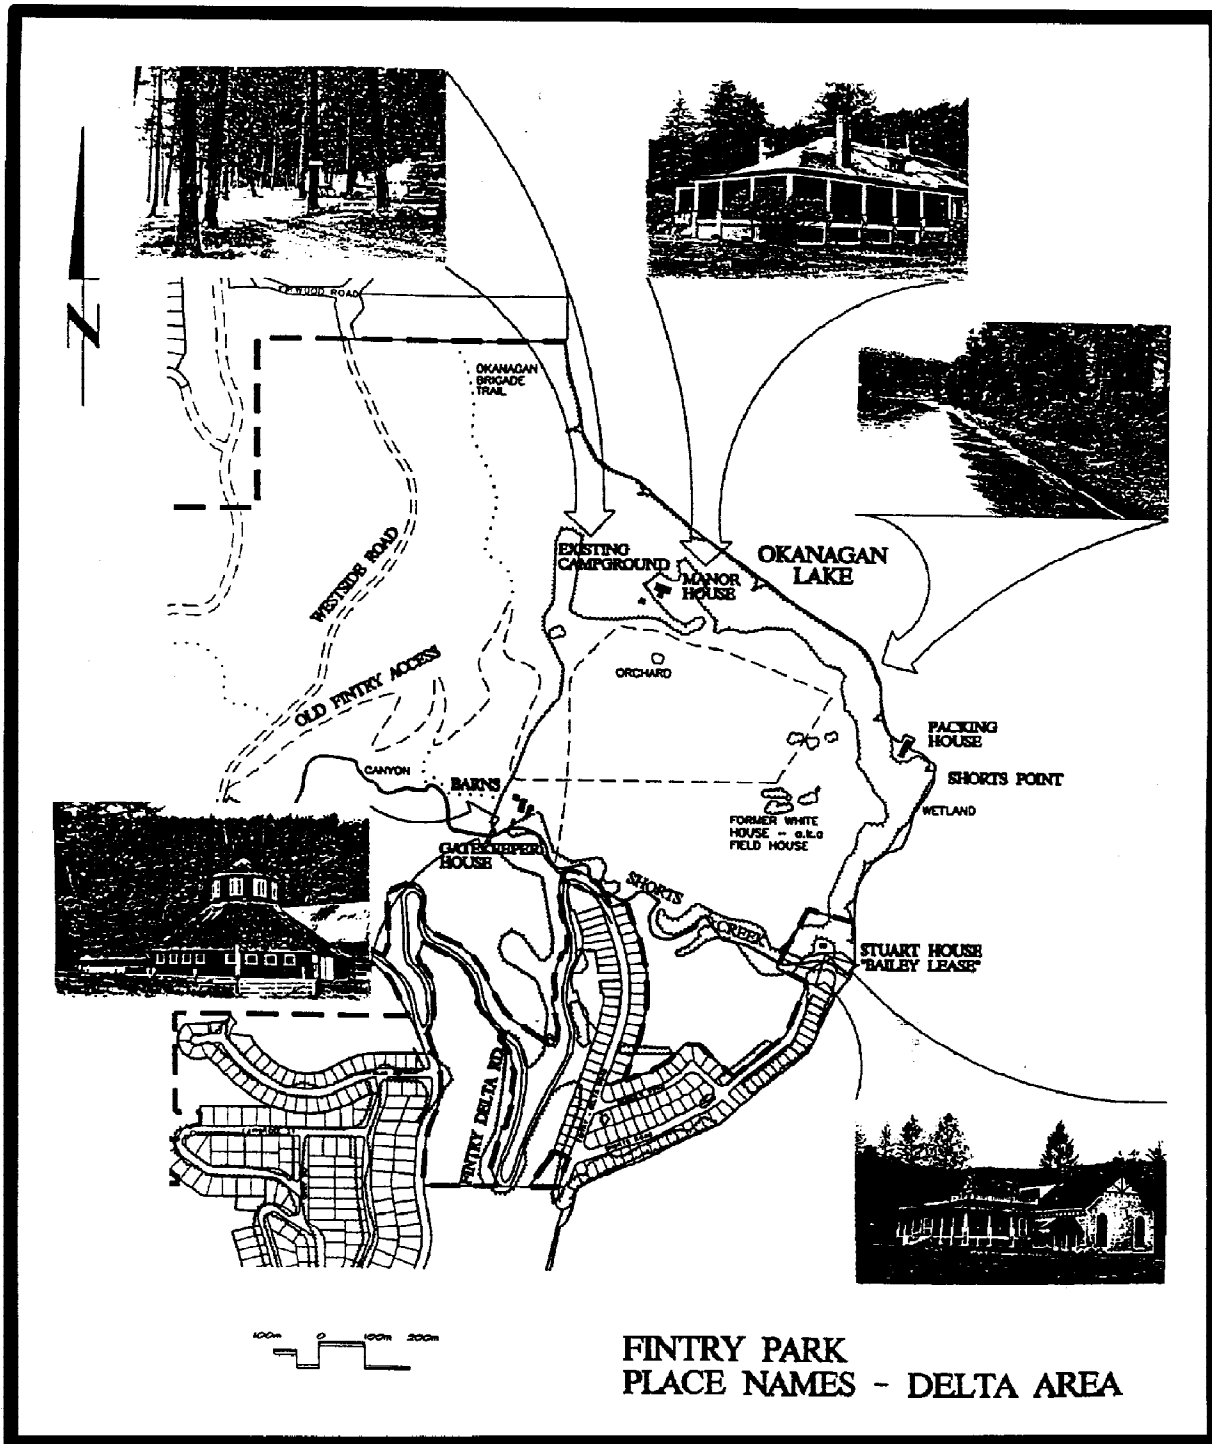 WOOD ROAD
N
OKANAGAN
BRIGADE
TRAIL
WESTSIDE ROAD
EXISTING
CAMPGROUND
MANOR
HOUSE
OKANAGAN
LAKE
OLD FINTRY ACCESS
ORCHARD
PACKING
HOUSE
SHORTS POINT
CANYON
BARNS
WETLAND
FORMER WHITE
HOUSE - a.k.a
FIELD HOUSE
GATEKEEPER
HOUSE
SHORTS
CREEK
STUART HOUSE
"BAILEY LEASE"
FINTRY DELTA RD
100m 0 100m 200m
FINTRY PARK
PLACE NAMES - DELTA AREA